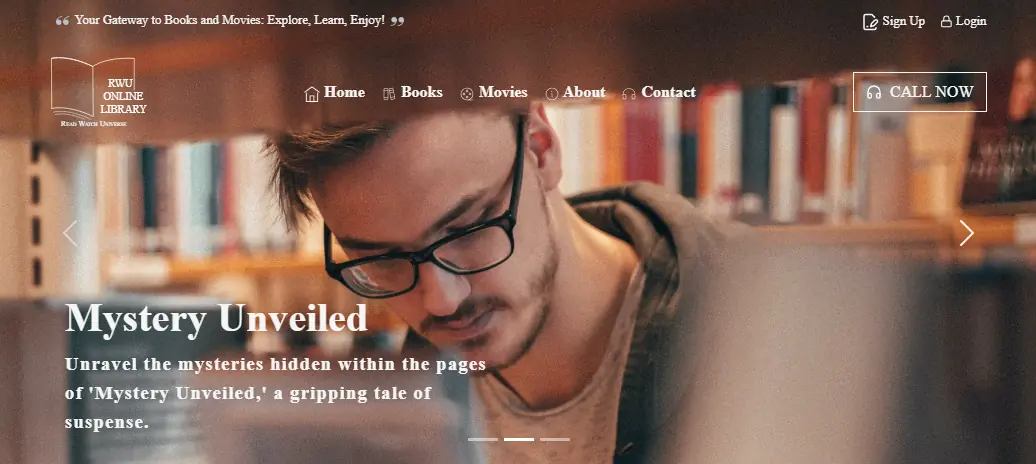 Your Gateway to Books and Movies: Explore, Learn, Enjoy!
Sign Up
Login
RWU
ONLINE
LIBRARY
Read Watch Universe
Home
Books
Movies
About
Contact
CALL NOW
Mystery Unveiled
Unravel the mysteries hidden within the pages
of 'Mystery Unveiled,' a gripping tale of
suspense.